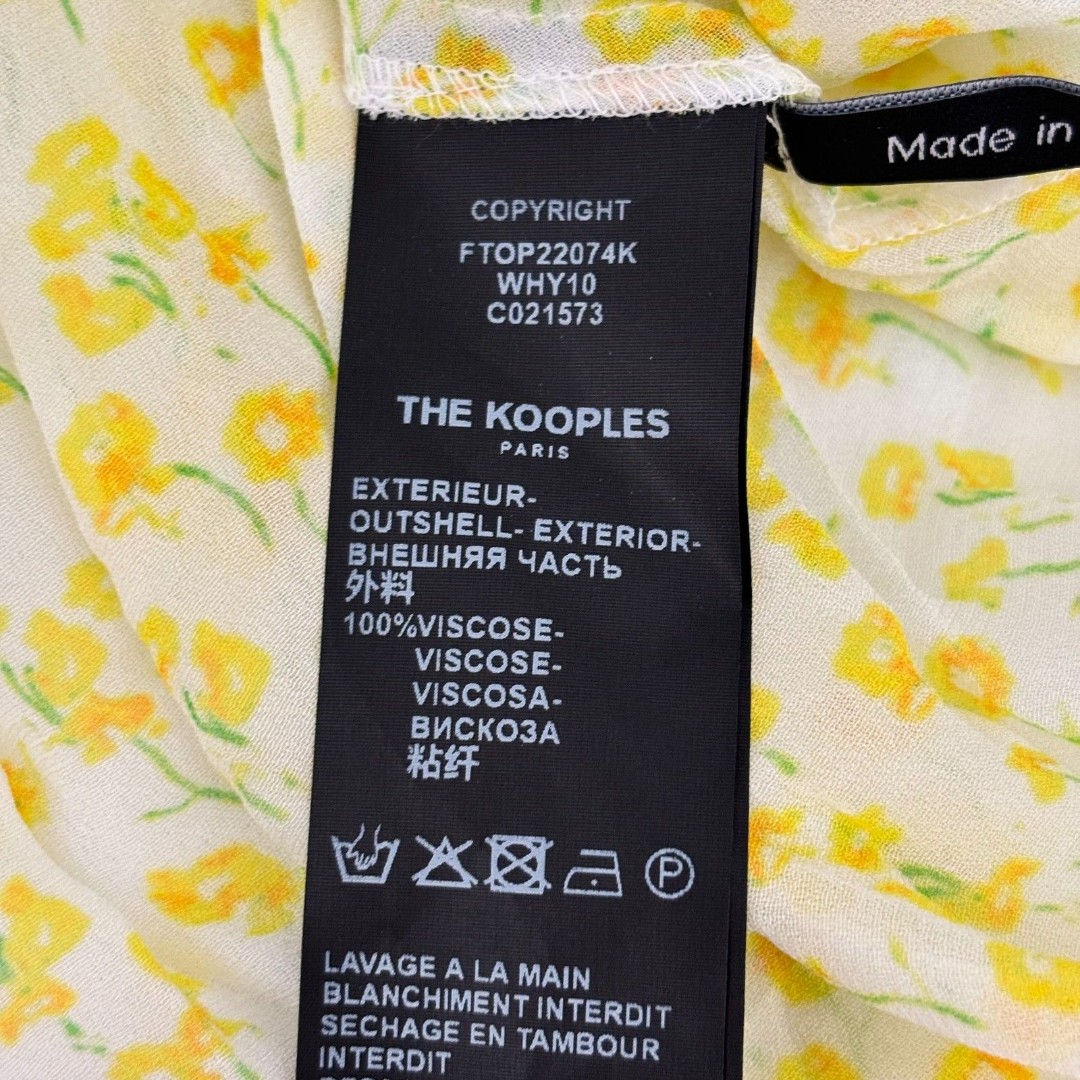 Made in
COPYRIGHT
FTOP22074K
WHY10
C021573
THE KOOPLES
PARIS
EXTERIEUR-
OUTSHELL- EXTERIOR-
ВНЕШНЯЯ ЧАСТЬ
外料
100%VISCOSE-
VISCOSE-
VISCOSA-
ВИСКОЗА
粘纤
P
LAVAGE A LA MAIN
BLANCHIMENT INTERDIT
SECHAGE EN TAMBOUR
INTERDIT